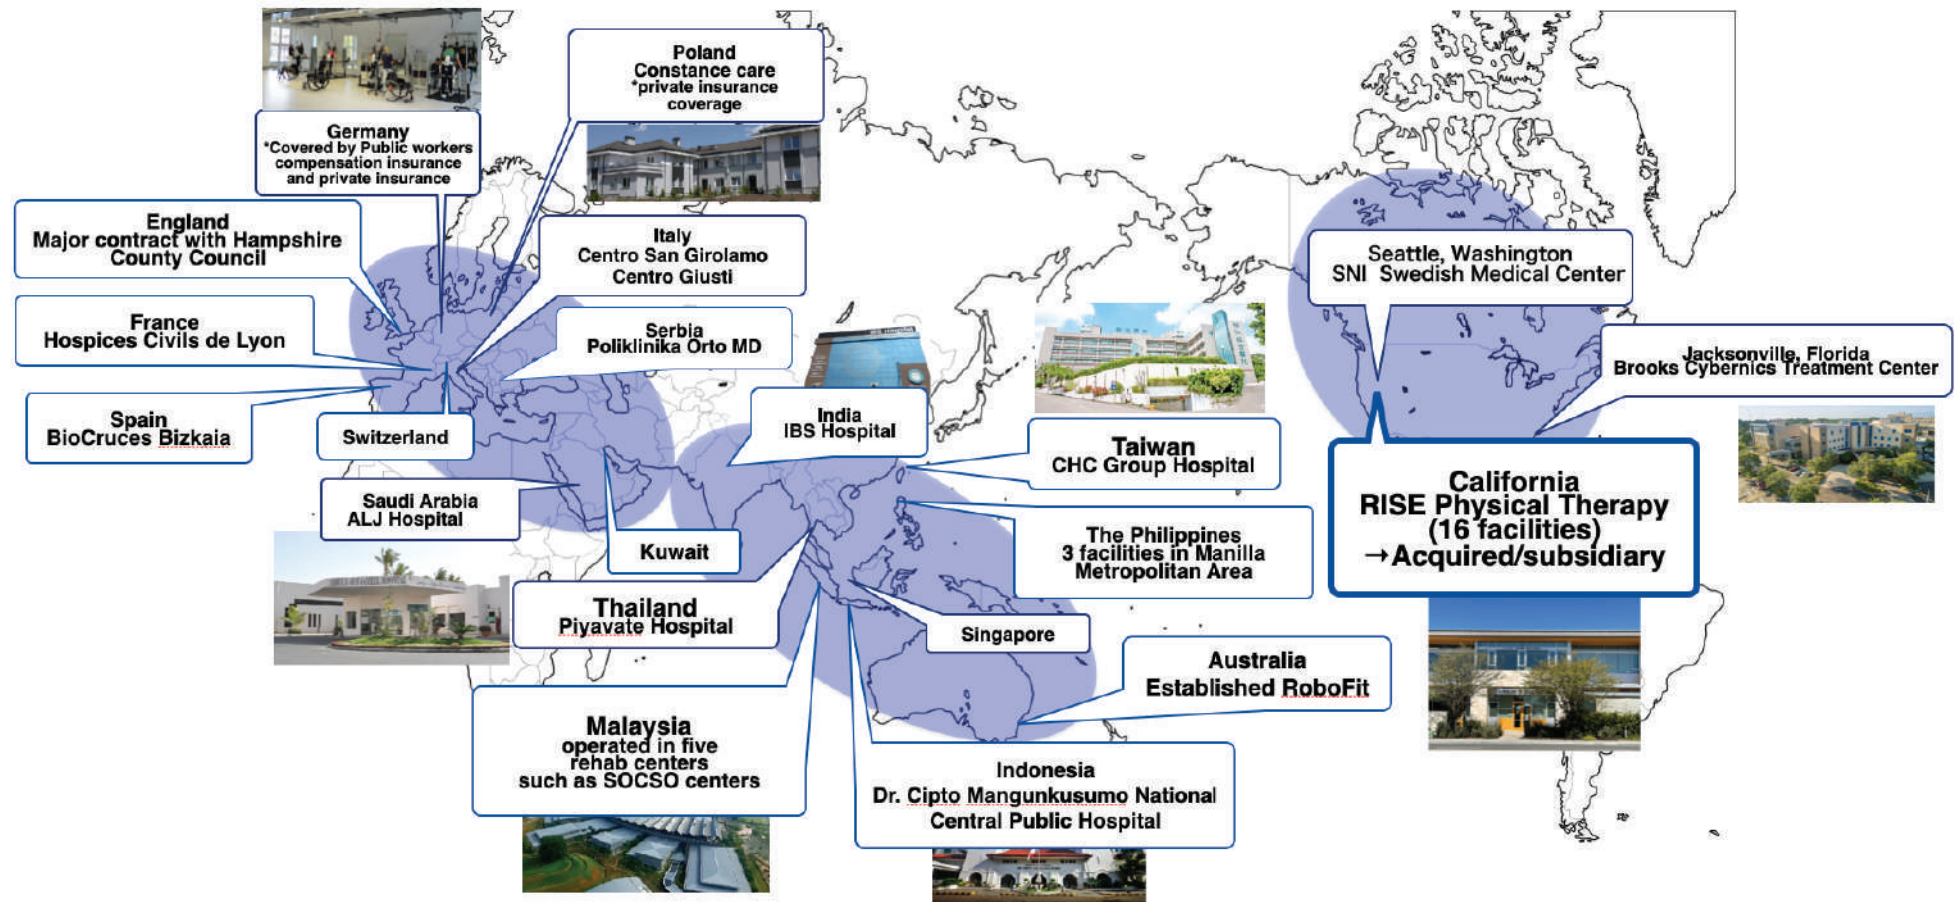 Poland
Constance care
*private insurance
coverage
Germany
*Covered by Public workers
compensation insurance
and private insurance
England
Major contract with Hampshire
County Council
Italy
Centro San Girolamo
Centro Giusti
France
Hospices Civils de Lyon
Serbia
Poliklinika Orto MD
Spain
BioCruces Bizkaia
Switzerland
India
IBS Hospital
Saudi Arabia
ALJ Hospital
Kuwait
Taiwan
CHC Group Hospital
The Philippines
3 facilities in Manilla
Metropolitan Area
Thailand
Piyavate Hospital
Singapore
Australia
Established RoboFit
Malaysia
operated in five
rehab centers
such as SOCSO centers
Indonesia
Dr. Cipto Mangunkusumo National
Central Public Hospital
Seattle, Washington
SNI Swedish Medical Center
Jacksonville, Florida
Brooks Cybernics Treatment Center
California
RISE Physical Therapy
(16 facilities)
→Acquired/subsidiary